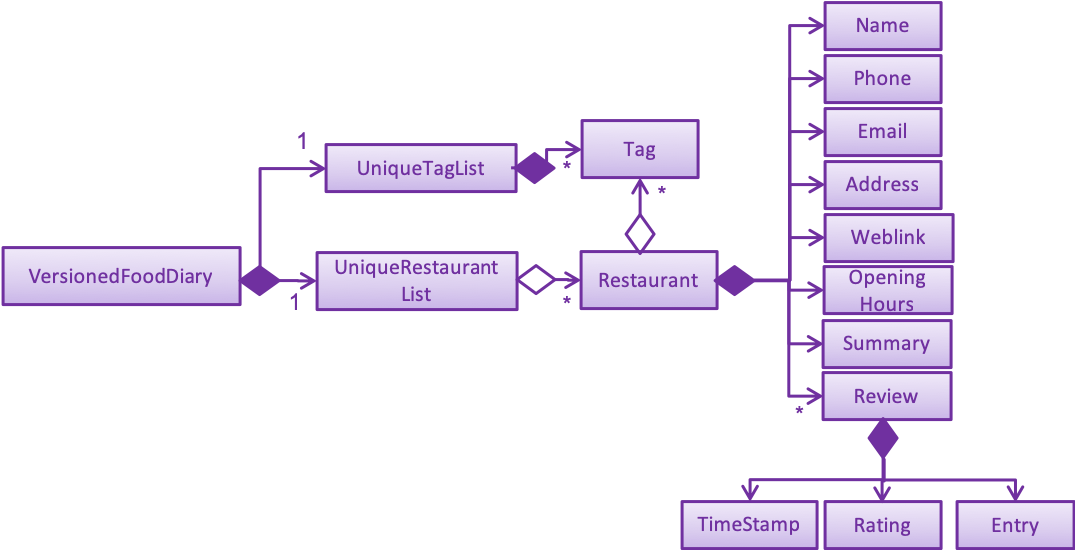 Name
Phone
1
Tag
Email
UniqueTagList
*
Address
*
Weblink
VersionedFoodDiary
1
UniqueRestaurant
List
*
Restaurant
Opening
Hours
Summary
Review
*
TimeStamp
Rating
Entry